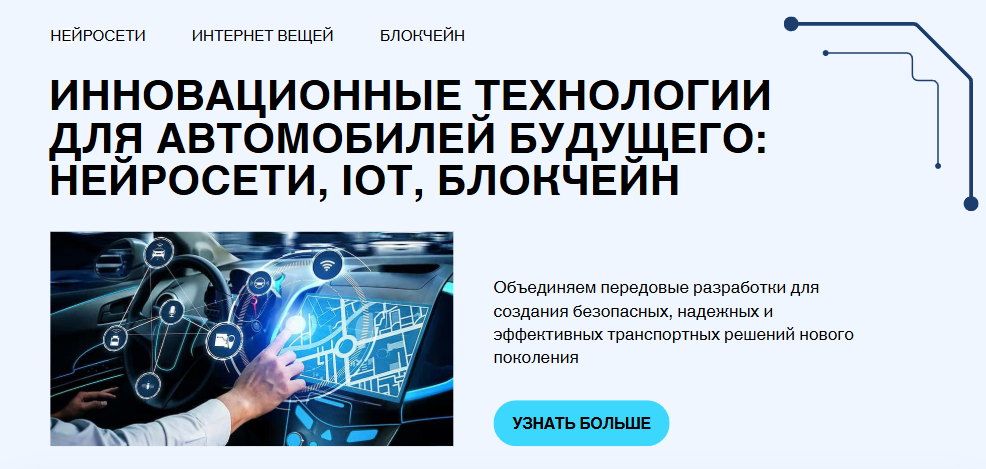 НЕЙРОСЕТИ ИНТЕРНЕТ ВЕЩЕЙ БЛОКЧЕЙН
ИННОВАЦИОННЫЕ ТЕХНОЛОГИИ
ДЛЯ АВТОМОБИЛЕЙ БУДУЩЕГО:
НЕЙРОСЕТИ, IOT, БЛОКЧЕЙН
Объединяем передовые разработки для
создания безопасных, надежных и
эффективных транспортных решений нового
поколения
УЗНАТЬ БОЛЬШЕ